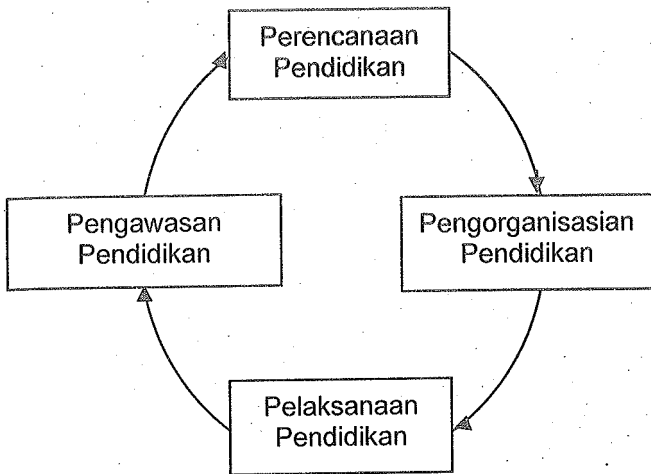 Perencanaan
Pendidikan
Pengawasan
Pendidikan
Pengorganisasian
Pendidikan
Pelaksanaan
Pendidikan